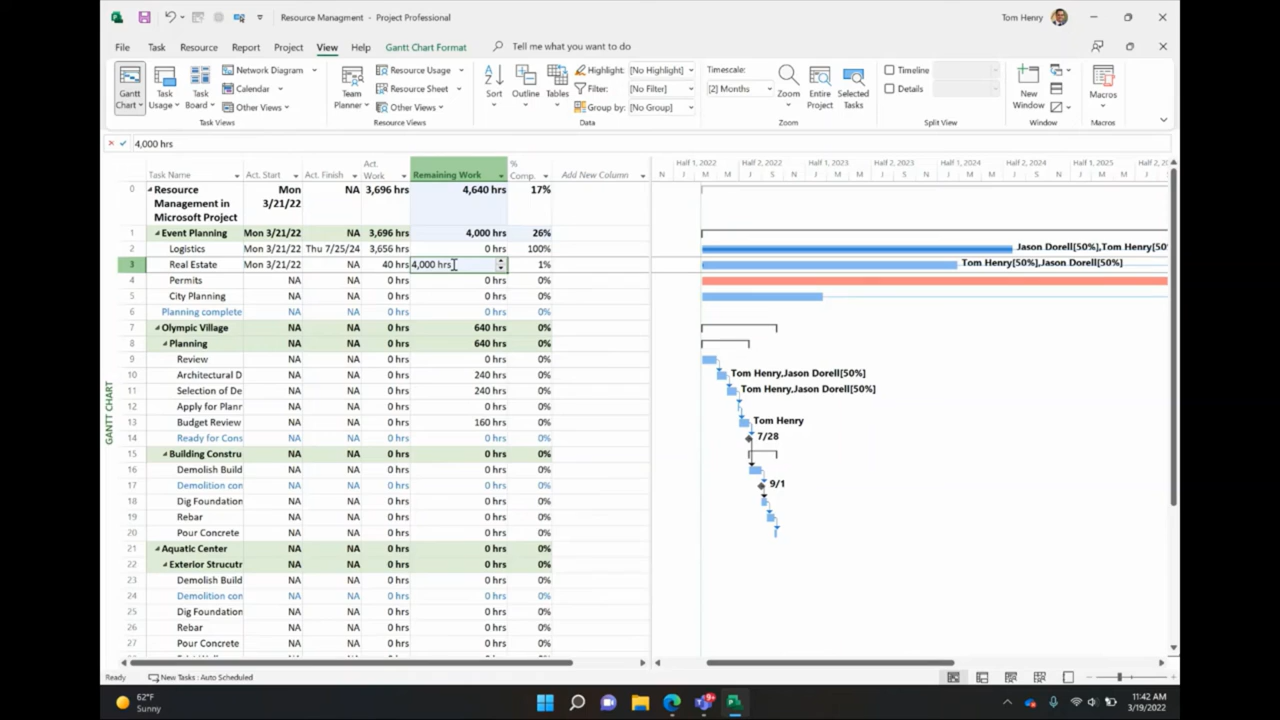 Resource Managment - Project Professional
Tom Henry
File Task Resource Report Project View Help Gantt Chart Format Tell me what you want to do
Gantt Chart
Task Usage
Task Board
Network Diagram
Calendar
Other Views
Task Views
Team Planner
Resource Usage
Resource Sheet
Other Views
Resource Views
Sort
Outline
Tables
Highlight: [No Highlight]
Filter: [No Filter]
Group by: [No Group]
Data
Timescale:
[2] Months
Zoom
Entire Project
Selected Tasks
Zoom
Timeline
Details
Split View
New Window
Window
Macros
Macros
4,000 hrs
Task Name Act. Start Act. Finish Act. Work Remaining Work % Comp. Add New Column
Half 1, 2022 Half 2, 2022 Half 1, 2023 Half 2, 2023 Half 1, 2024 Half 2, 2024 Half 1, 2025 Half 2, 20
N J M M J S N J M M J S N J M M J S N J M M J S
0 Resource Management in Microsoft Project Mon 3/21/22 NA 3,696 hrs 4,640 hrs 17%
1 Event Planning Mon 3/21/22 NA 3,696 hrs 4,000 hrs 26%
2 Logistics Mon 3/21/22 Thu 7/25/24 3,656 hrs 0 hrs 100% Jason Dorell[50%],Tom Henry[50%
3 Real Estate Mon 3/21/22 NA 40 hrs 4,000 hrs 1% Tom Henry[50%],Jason Dorell[50%]
4 Permits NA NA 0 hrs 0 hrs 0%
5 City Planning NA NA 0 hrs 0 hrs 0%
6 Planning complete NA NA 0 hrs 0 hrs 0%
7 Olympic Village NA NA 0 hrs 640 hrs 0%
8 Planning NA NA 0 hrs 640 hrs 0%
9 Review NA NA 0 hrs 0 hrs 0%
10 Architectural D NA NA 0 hrs 240 hrs 0% Tom Henry,Jason Dorell[50%]
11 Selection of De NA NA 0 hrs 240 hrs 0% Tom Henry,Jason Dorell[50%]
12 Apply for Planr NA NA 0 hrs 0 hrs 0%
13 Budget Review NA NA 0 hrs 160 hrs 0% Tom Henry
14 Ready for Cons NA NA 0 hrs 0 hrs 0% 7/28
15 Building Constru NA NA 0 hrs 0 hrs 0%
16 Demolish Build NA NA 0 hrs 0 hrs 0%
17 Demolition con NA NA 0 hrs 0 hrs 0% 9/1
18 Dig Foundation NA NA 0 hrs 0 hrs 0%
19 Rebar NA NA 0 hrs 0 hrs 0%
20 Pour Concrete NA NA 0 hrs 0 hrs 0%
21 Aquatic Center NA NA 0 hrs 0 hrs 0%
22 Exterior Strucutr NA NA 0 hrs 0 hrs 0%
23 Demolish Build NA NA 0 hrs 0 hrs 0%
24 Demolition con NA NA 0 hrs 0 hrs 0%
25 Dig Foundation NA NA 0 hrs 0 hrs 0%
26 Rebar NA NA 0 hrs 0 hrs 0%
27 Pour Concrete NA NA 0 hrs 0 hrs 0%
GANTT CHART
Ready New Tasks : Auto Scheduled
62°F
Sunny
11:42 AM
3/19/2022